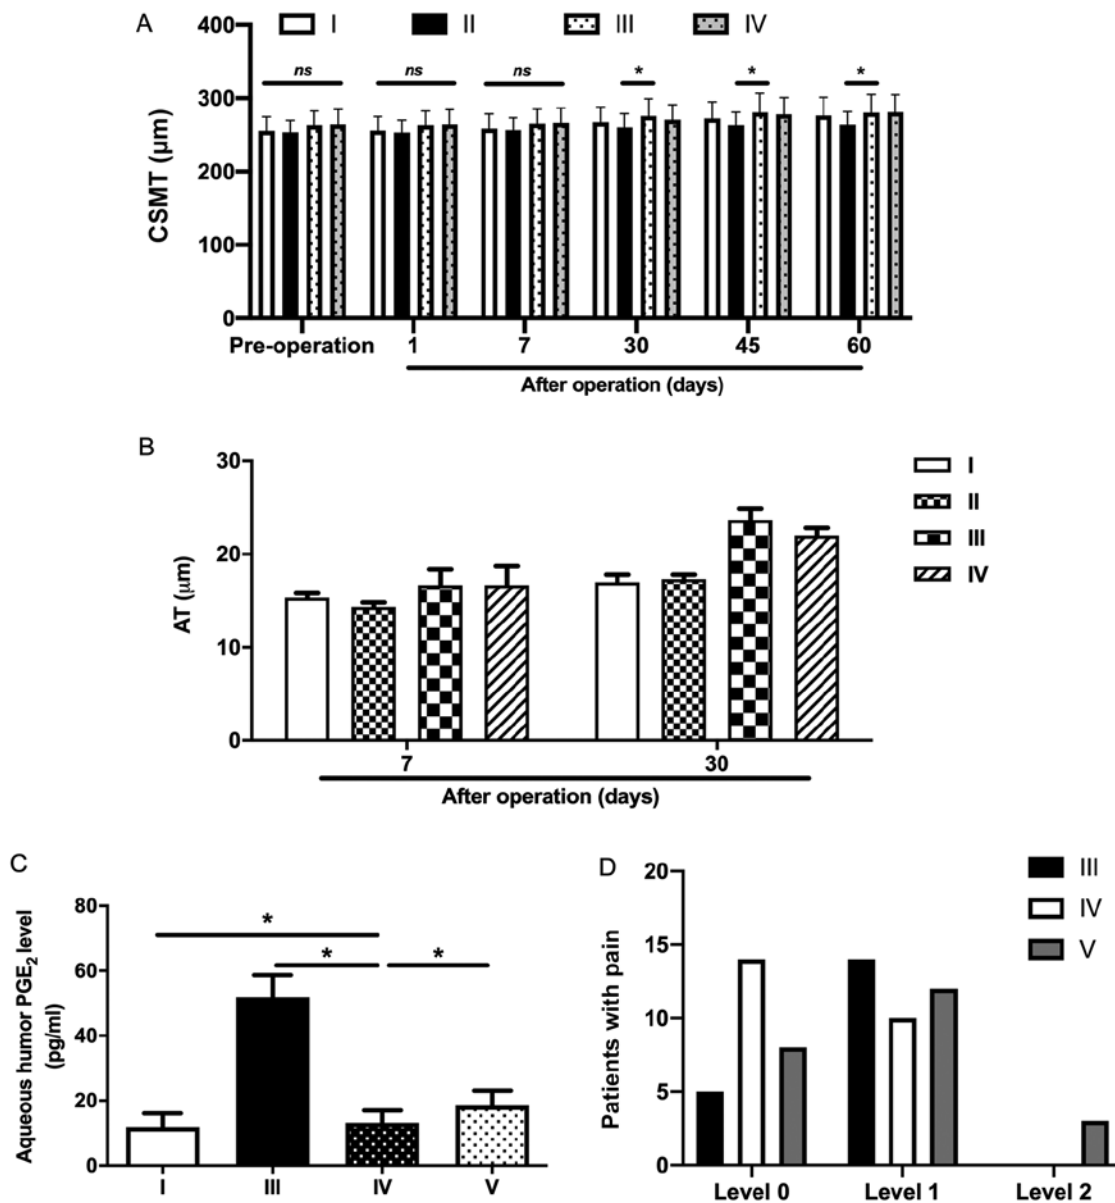 A
I II III IV
400
300
200
100
0
CSMT (μm)
ns ns ns * * *
Pre-operation 1 7 30 45 60
After operation (days)
B
30
20
10
0
AT (μm)
I
II
III
IV
7 30
After operation (days)
C
80
60
40
20
0
Aqueous humor PGE₂ level
(pg/ml)
*
* *
I III IV V
D
20
15
10
5
0
Patients with pain
III
IV
V
Level 0 Level 1 Level 2